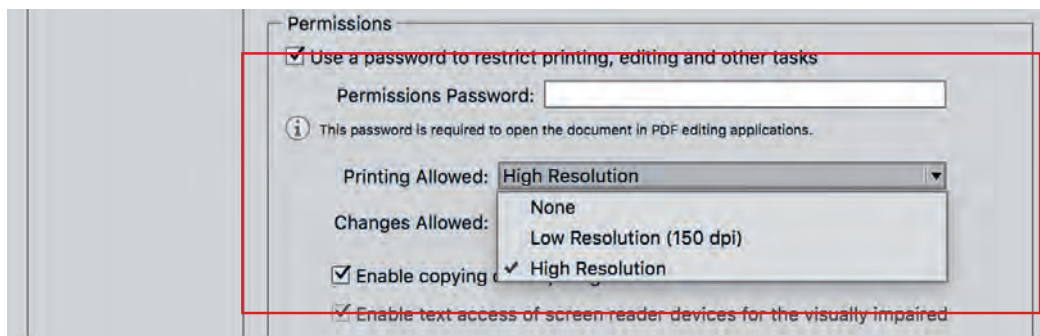 Permissions
Use a password to restrict printing, editing and other tasks
Permissions Password:
This password is required to open the document in PDF editing applications.
Printing Allowed: High Resolution
None
Changes Allowed:
Low Resolution (150 dpi)
High Resolution
Enable copying
Enable text access of screen reader devices for the visually impaired